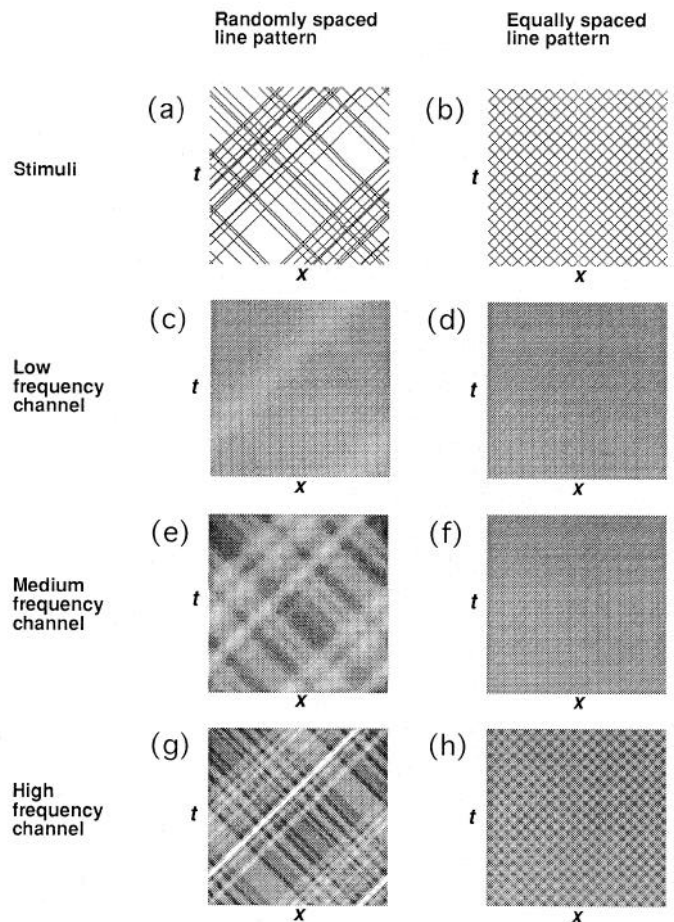 Randomly spaced
line pattern
Equally spaced
line pattern
Stimuli
(a)
t
x
(b)
t
x
Low
frequency
channel
(c)
t
x
(d)
t
x
Medium
frequency
channel
(e)
t
x
(f)
t
x
High
frequency
channel
(g)
t
x
(h)
t
x